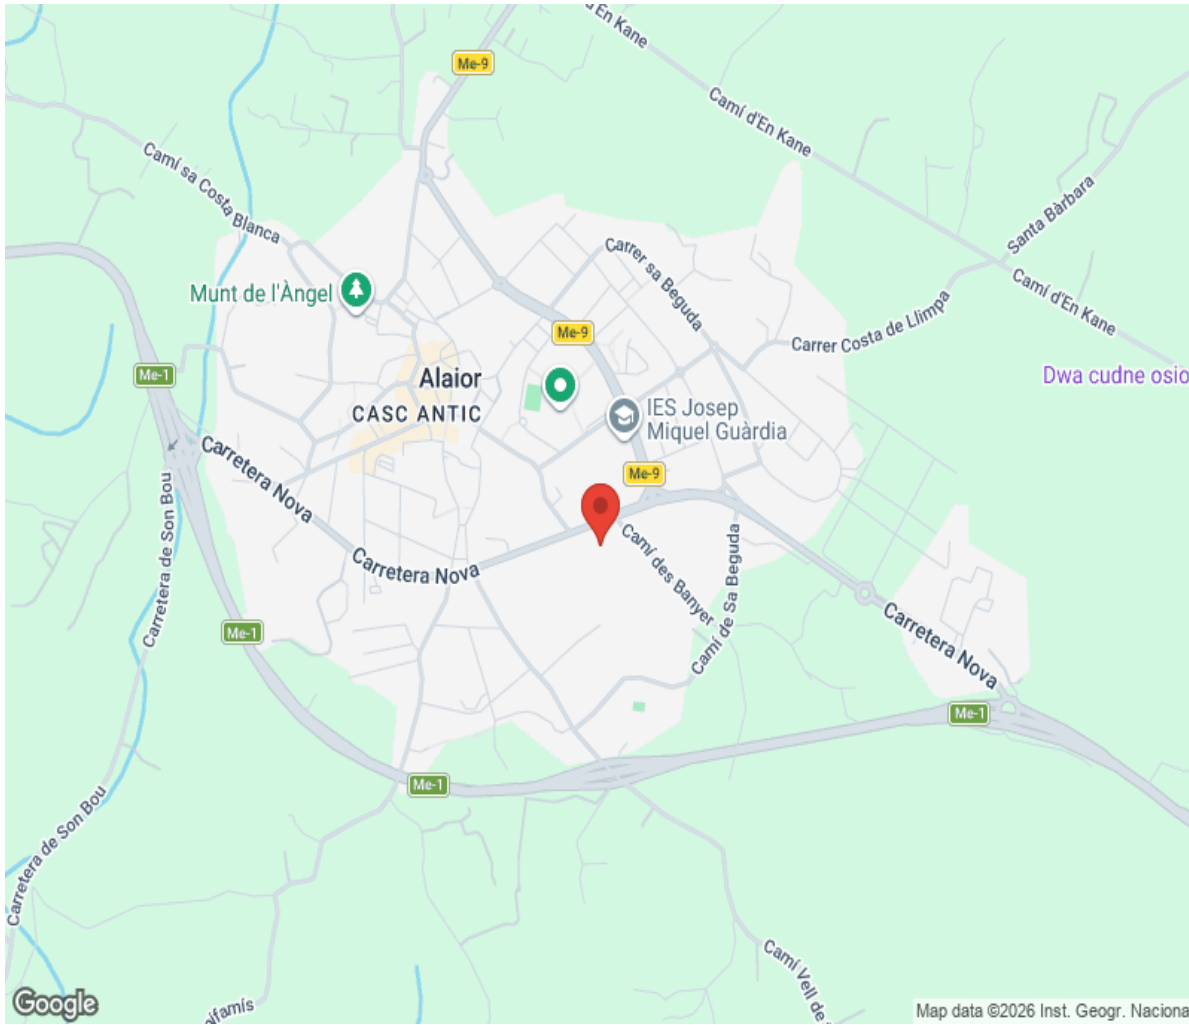 d'En Kane
Me-9
Camí d'En Kane
Camí sa Costa Blanca
Santa Bàrbara
Carrer sa Beguda
Camí d'En Kane
Munt de l'Àngel
Me-9
Carrer Costa de Llimpa
Me-1
Alaior
Dwa cudne osio
CASC ANTIC
IES Josep
Miquel Guàrdia
Carretera Nova
Me-9
Carretera de Son Bou
Camí des Banyer
Carretera Nova
Camí de Sa Beguda
Carretera Nova
Me-1
Me-1
Me-1
Carretera de Son Bou
Camí Vell de
Google
Map data ©2026 Inst. Geogr. Naciona